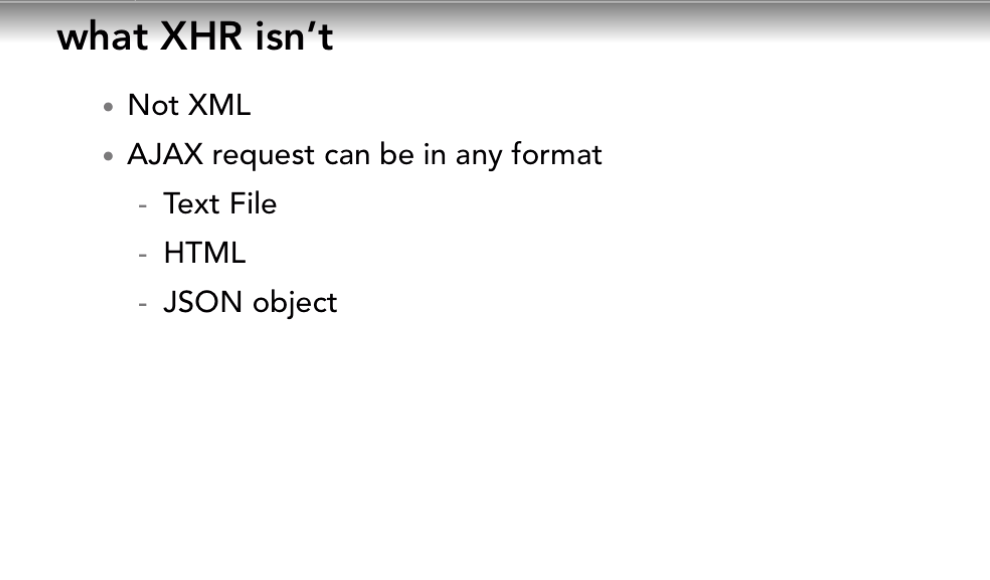 what XHR isn’t
• Not XML
• AJAX request can be in any format
- Text File
- HTML
- JSON object